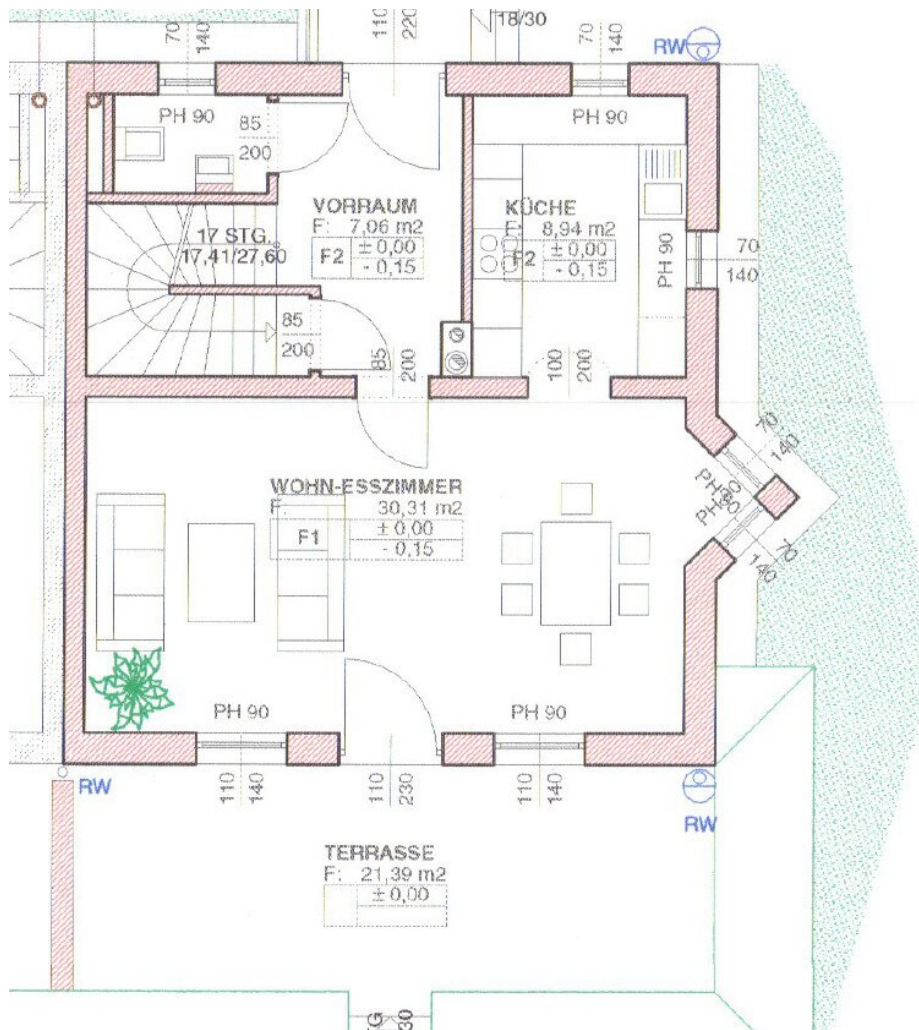 110
220
18/30
70
140
70
140
RW
PH 90
85
200
PH 90
VORRAUM
F: 7,06 m2
F2 ± 0,00
- 0,15
KÜCHE
F: 8,94 m2
F2 ± 0,00
- 0,15
17 STG.
17,41/27,60
PH 90
70
140
85
200
85
200
100
200
70
140
PH 90
PH 90
70
140
WOHN-ESSZIMMER
F: 30,31 m2
F1 ± 0,00
- 0,15
PH 90
PH 90
RW
110
140
110
230
110
140
RW
TERRASSE
F: 21,39 m2
± 0,00